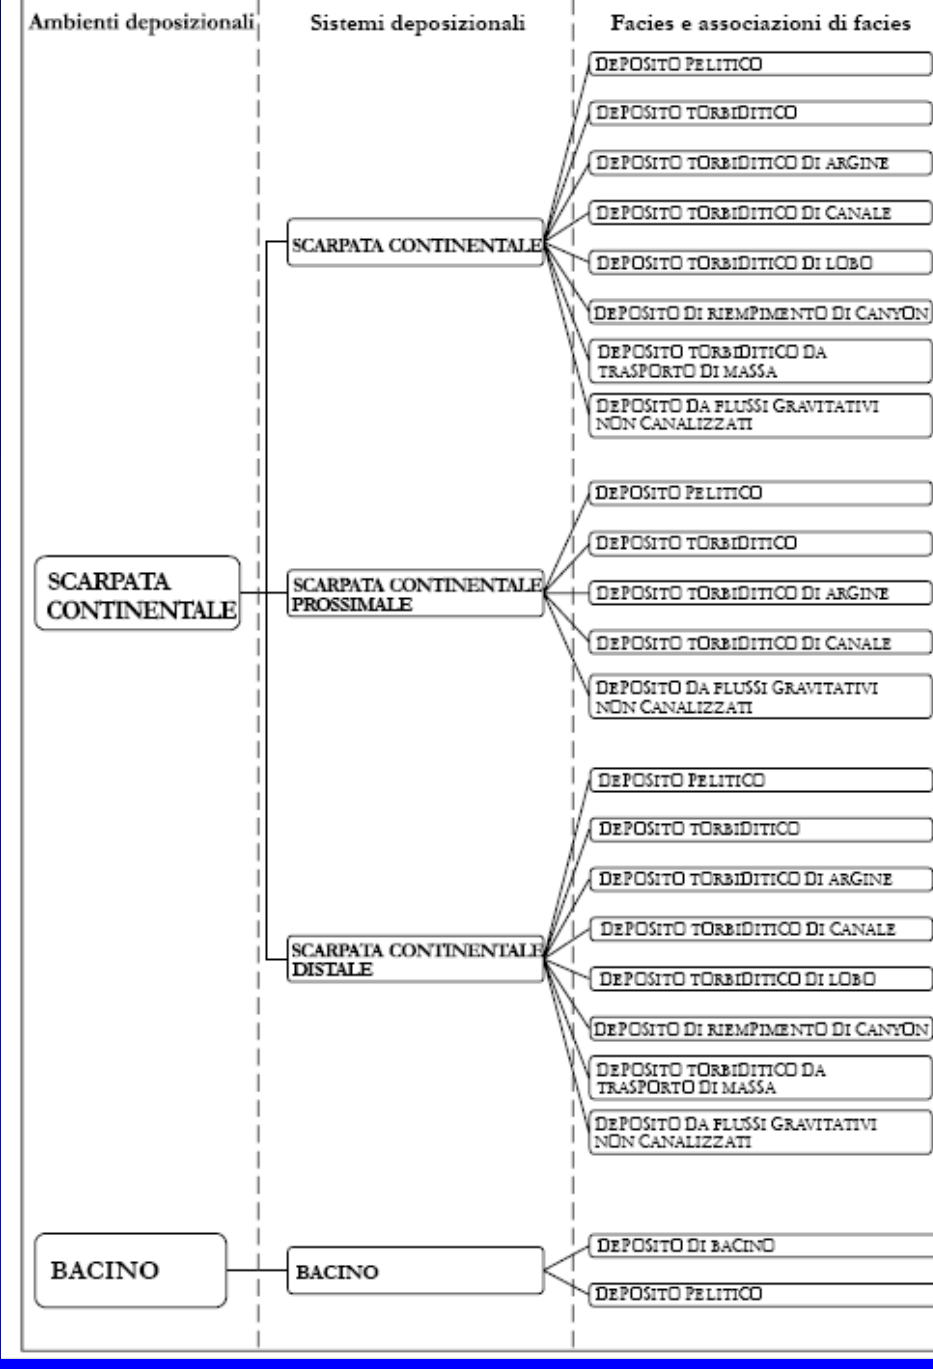 Ambienti deposizionali
Sistemi deposizionali
Facies e associazioni di facies
SCARPATA
CONTINENTALE
SCARPATA CONTINENTALE
DEPOSITO PELITICO
DEPOSITO TORBIDITICO
DEPOSITO TORBIDITICO DI ARGINE
DEPOSITO TORBIDITICO DI CANALE
DEPOSITO TORBIDITICO DI LOBO
DEPOSITO DI RIEMPIMENTO DI CANYON
DEPOSITO TORBIDITICO DA
TRASPORTO DI MASSA
DEPOSITO DA FLUSSI GRAVITATIVI
NON CANALIZZATI
SCARPATA CONTINENTALE
PROSSIMALE
DEPOSITO PELITICO
DEPOSITO TORBIDITICO
DEPOSITO TORBIDITICO DI ARGINE
DEPOSITO TORBIDITICO DI CANALE
DEPOSITO DA FLUSSI GRAVITATIVI
NON CANALIZZATI
SCARPATA CONTINENTALE
DISTALE
DEPOSITO PELITICO
DEPOSITO TORBIDITICO
DEPOSITO TORBIDITICO DI ARGINE
DEPOSITO TORBIDITICO DI CANALE
DEPOSITO TORBIDITICO DI LOBO
DEPOSITO DI RIEMPIMENTO DI CANYON
DEPOSITO TORBIDITICO DA
TRASPORTO DI MASSA
DEPOSITO DA FLUSSI GRAVITATIVI
NON CANALIZZATI
BACINO
BACINO
DEPOSITO DI BACINO
DEPOSITO PELITICO